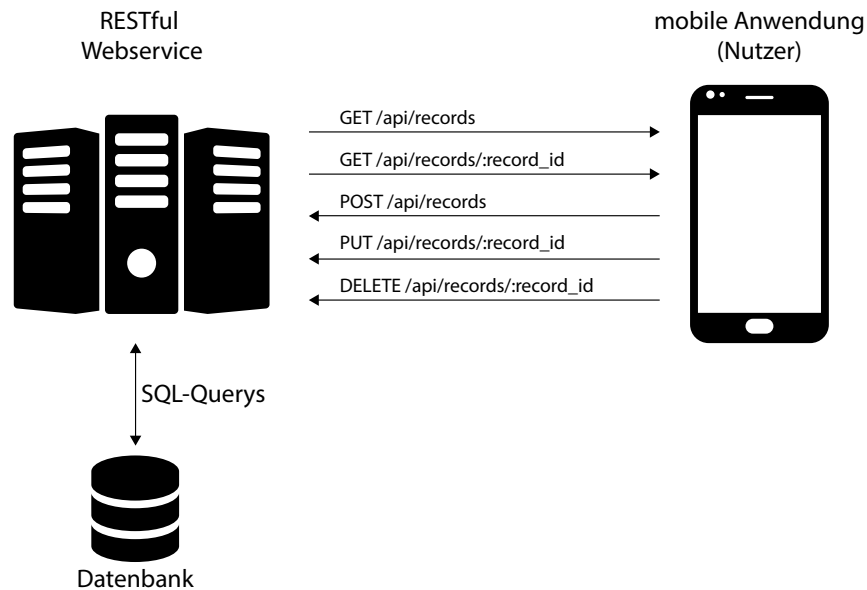 RESTful
Webservice
mobile Anwendung
(Nutzer)
GET /api/records
GET /api/records/:record_id
POST /api/records
PUT /api/records/:record_id
DELETE /api/records/:record_id
SQL-Querys
Datenbank